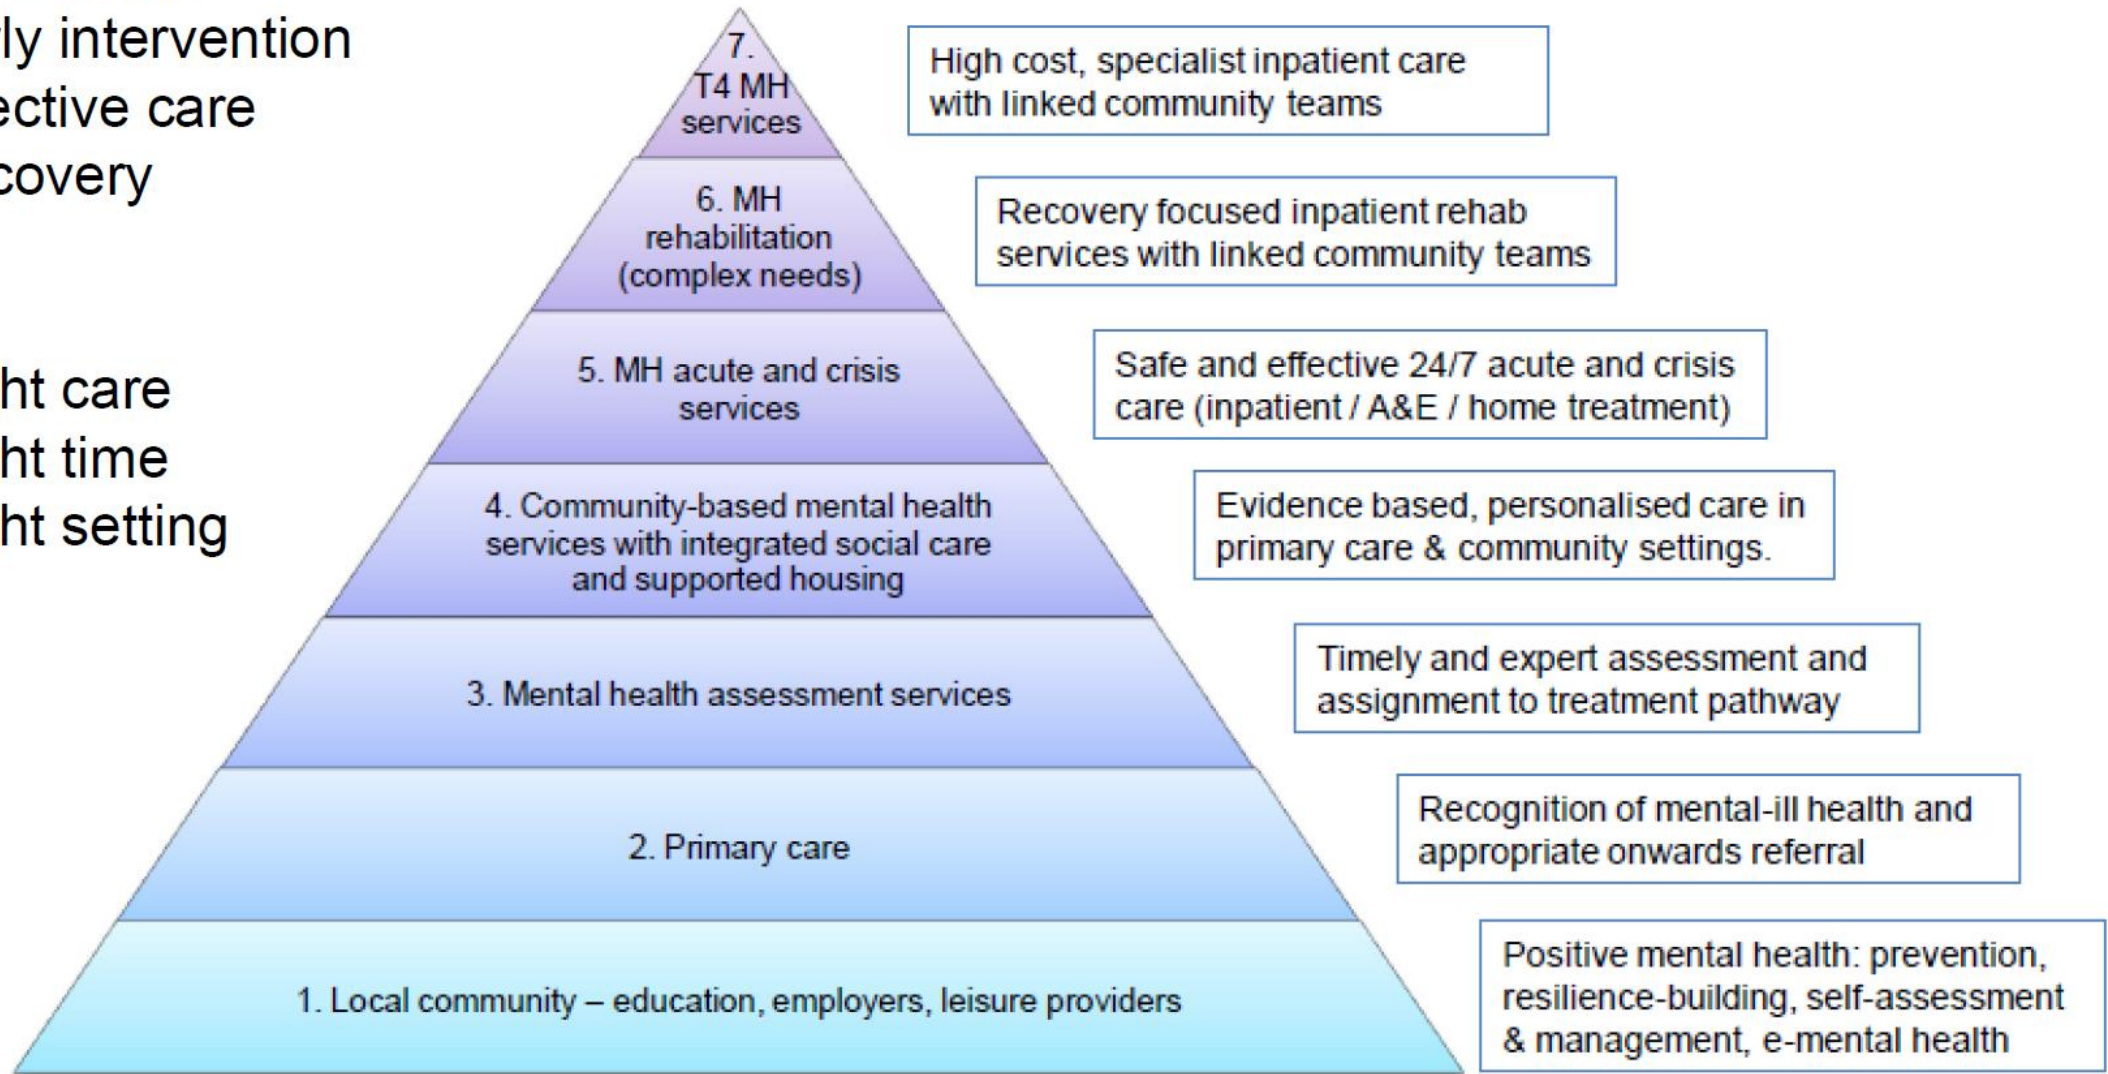 rly intervention
ective care
covery
ht care
ht time
ht setting
7.
T4 MH
services
High cost, specialist inpatient care
with linked community teams
6. MH
rehabilitation
(complex needs)
Recovery focused inpatient rehab
services with linked community teams
5. MH acute and crisis
services
Safe and effective 24/7 acute and crisis
care (inpatient / A&E / home treatment)
4. Community-based mental health
services with integrated social care
and supported housing
Evidence based, personalised care in
primary care & community settings.
3. Mental health assessment services
Timely and expert assessment and
assignment to treatment pathway
2. Primary care
Recognition of mental-ill health and
appropriate onwards referral
1. Local community – education, employers, leisure providers
Positive mental health: prevention,
resilience-building, self-assessment
& management, e-mental health